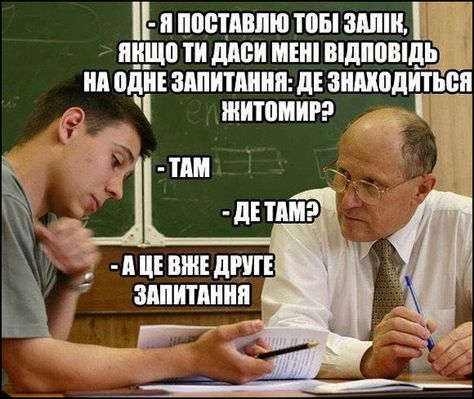 - Я ПОСТАВЛЮ ТОБІ ЗАЛІК,
ЯКЩО ТИ ДАСИ МЕНІ ВІДПОВІДЬ
НА ОДНЕ ЗАПИТАННЯ: ДЕ ЗНАХОДИТЬСЯ
ЖИТОМИР?
- ТАМ
- ДЕ ТАМ?
- А ЦЕ ВЖЕ ДРУГЕ
ЗАПИТАННЯ